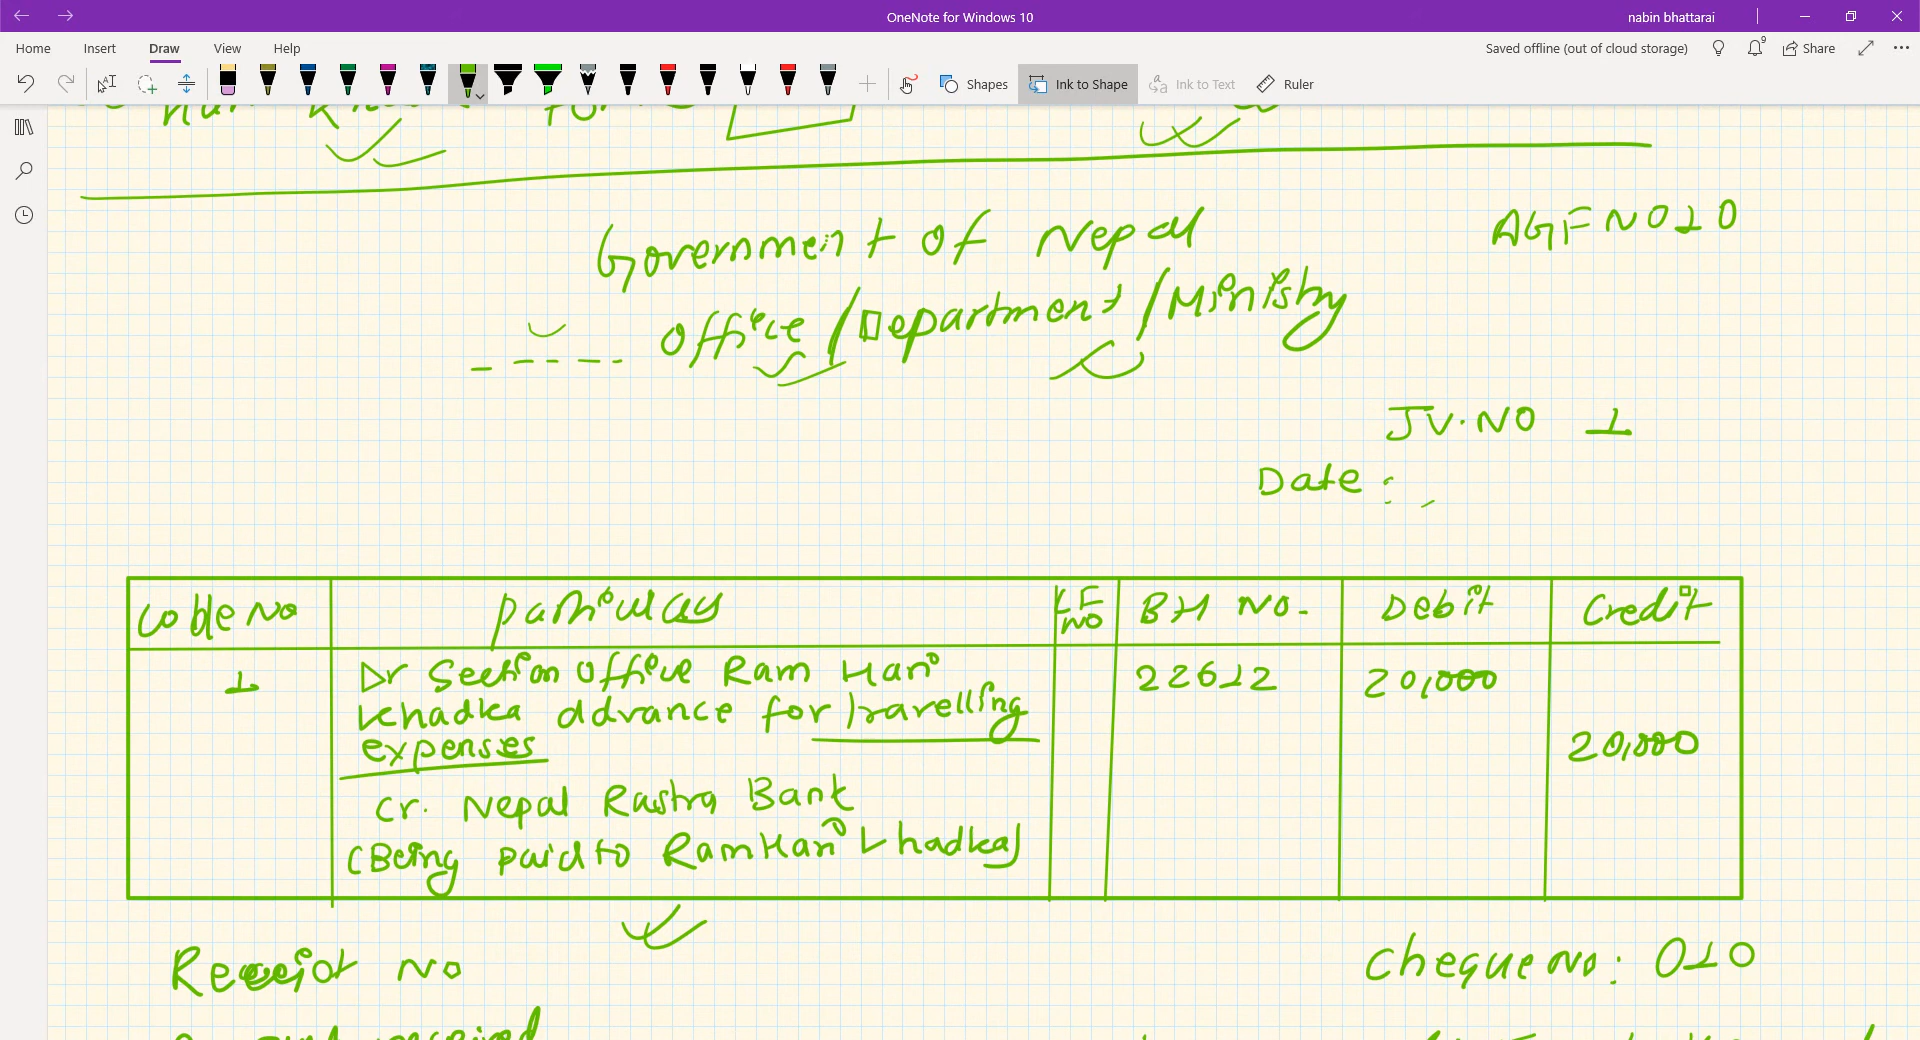 OneNote for Windows 10
nabin bhattarai
Home Insert Draw View Help
Saved offline (out of cloud storage) 9 Share
Shapes Ink to Shape Ink to Text Ruler
Government of Nepal
AGF NO 10
---- Office/Department/Ministry
JV.NO 1
Date :
Code No Particulars LF NO BH NO. Debit Credit
1 Dr Section Office Ram Hari 22612 20,000
Khadka advance for travelling
expenses 20,000
Cr. Nepal Rastra Bank
(Being paid to Ram Hari Khadka)
Receipt No Cheque No: 010
received